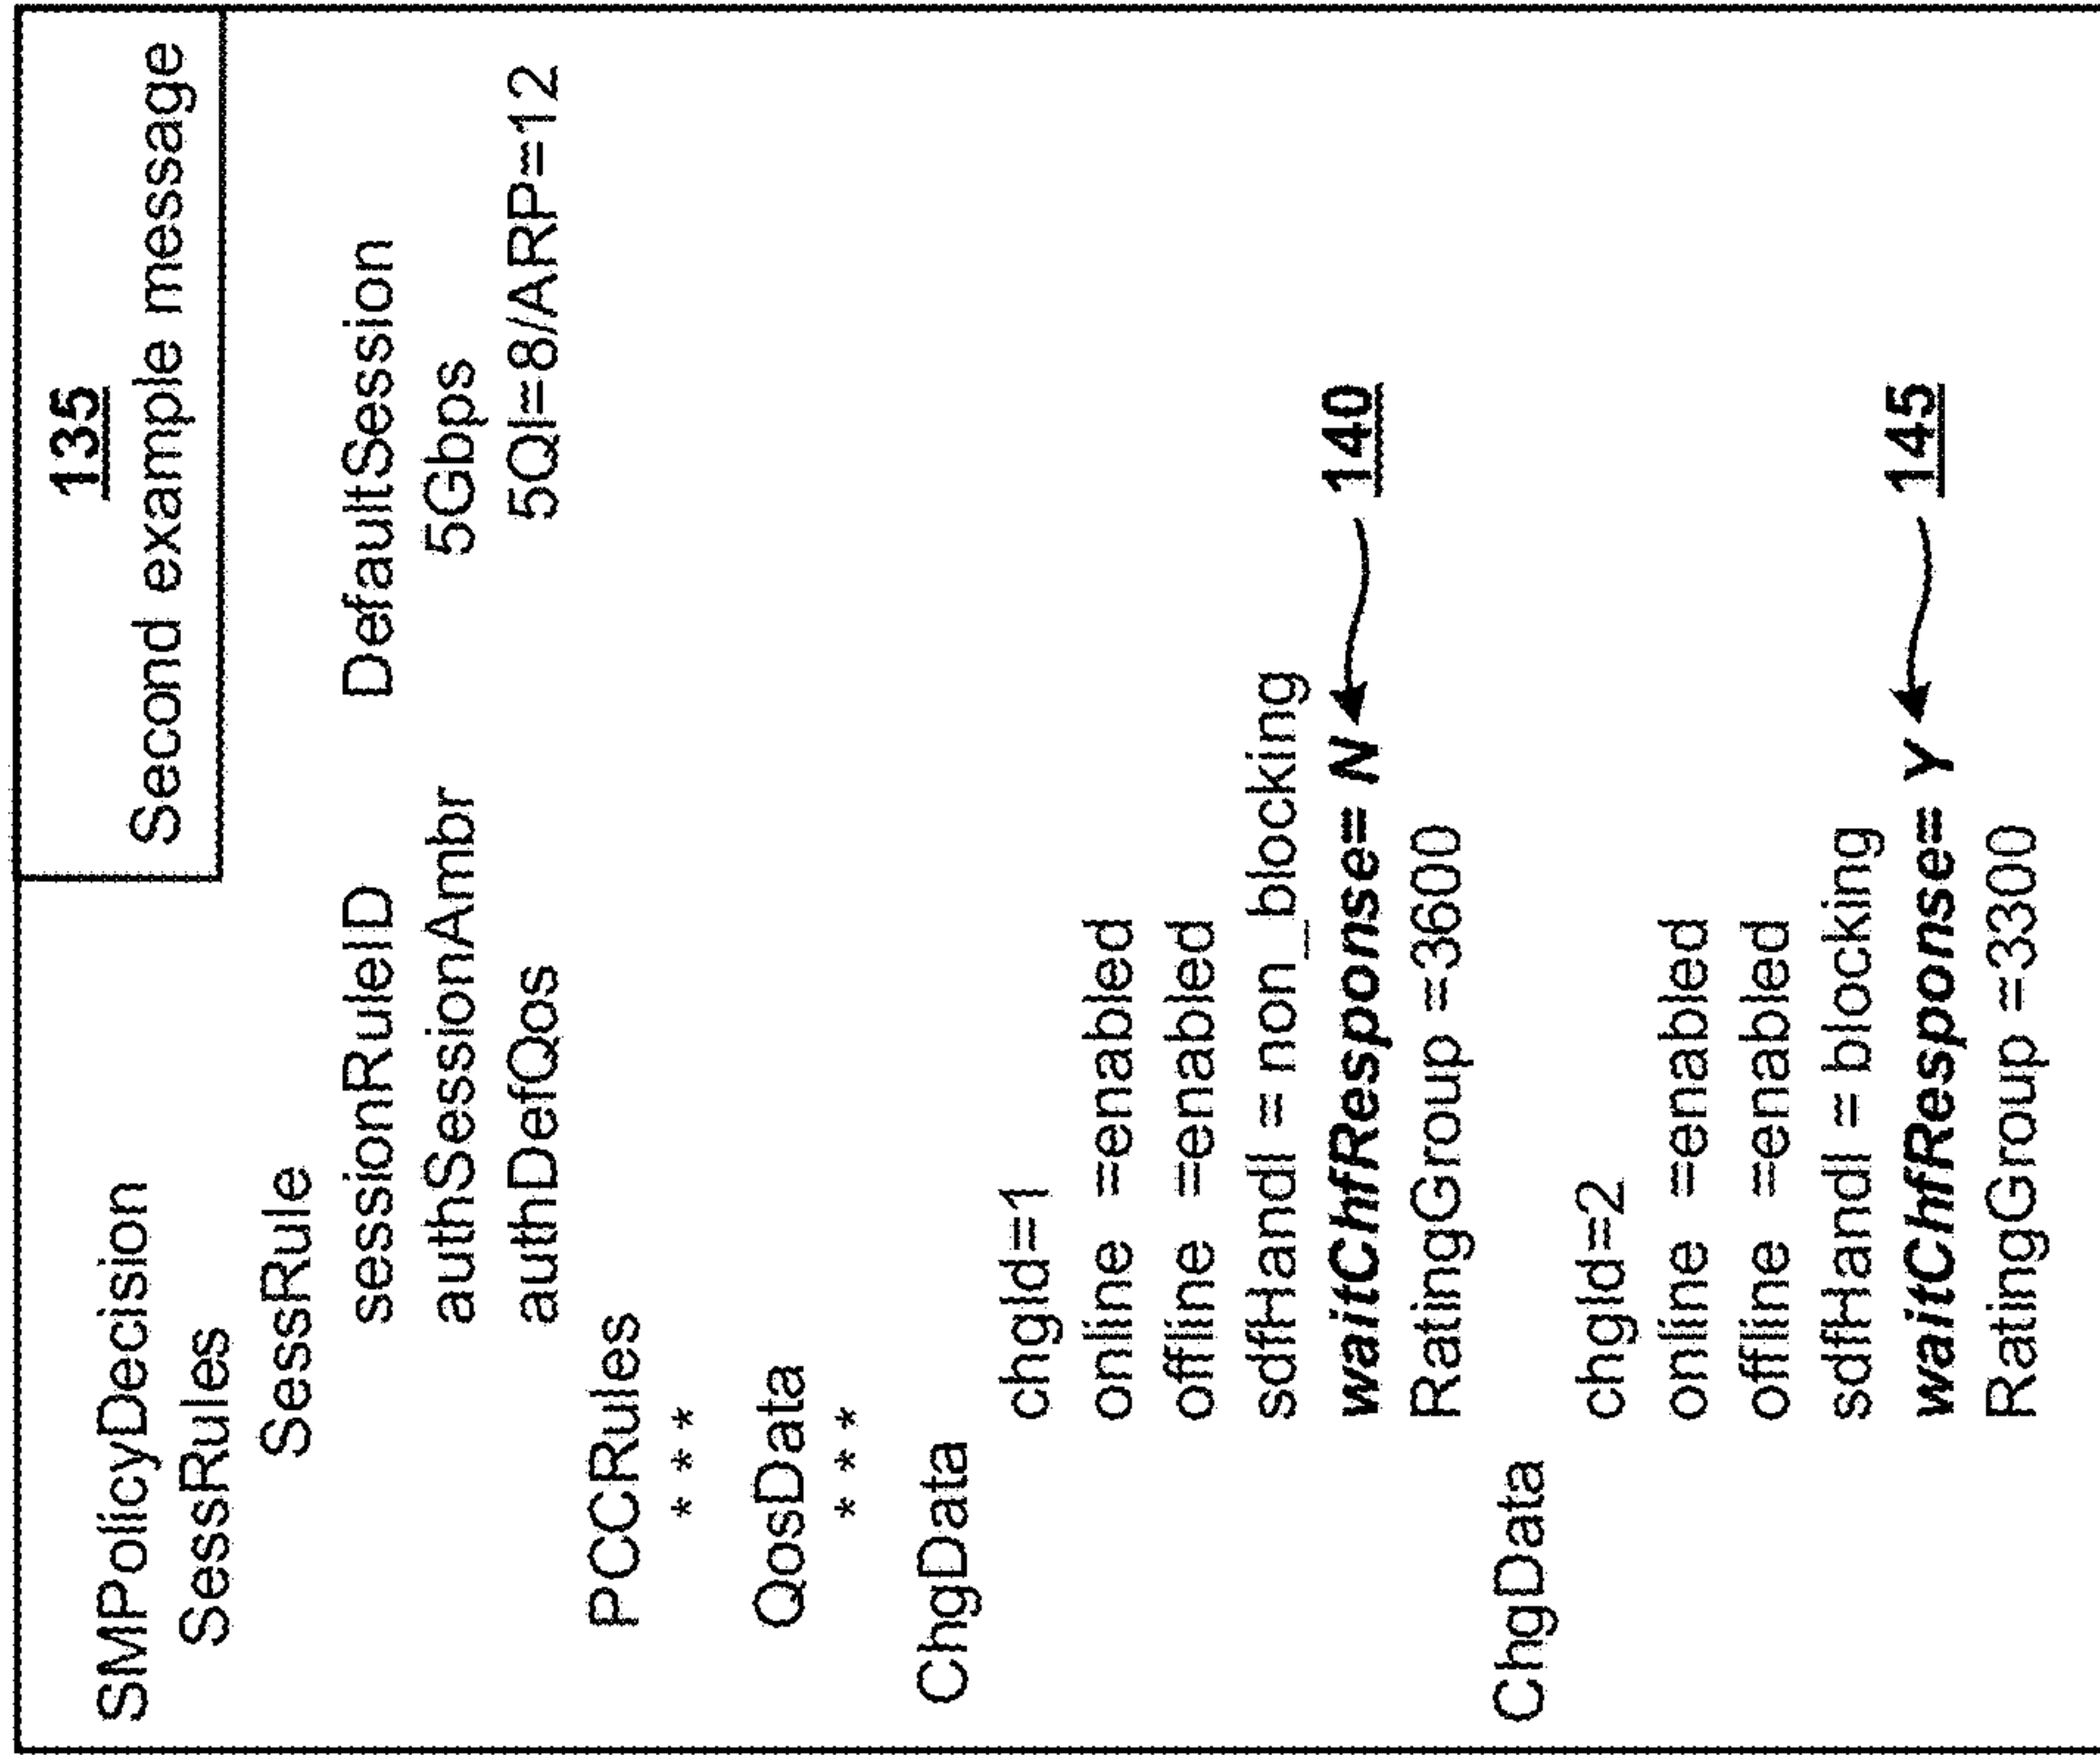 135
Second example message
SMPolicyDecision
SessRules
SessRule
sessionRuleID DefaultSession
authSessionAmbr 5Gbps
authDefQos 5QI=8/ARP=12
PCCRules
* * *
QosData
* * *
ChgData
chgId=1
online =enabled
offline =enabled
sdfHandl = non_blocking
waitChfResponse= N 140
RatingGroup =3600
ChgData
chgId=2
online =enabled
offline =enabled
sdfHandl = blocking
waitChfResponse= Y 145
RatingGroup =3300